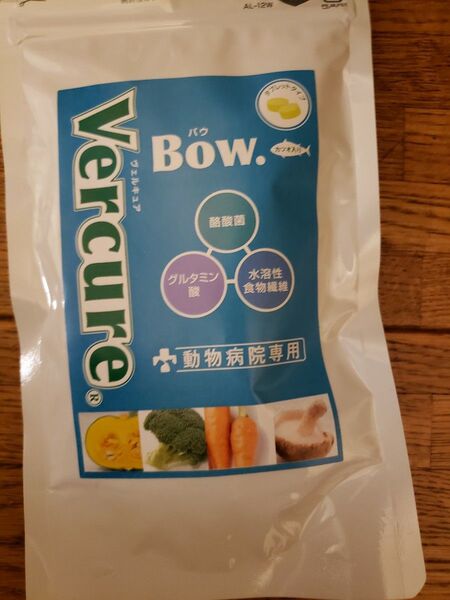 AL-12W
タブレットタイプ
Vercure®
ヴェルキュア
バウ
Bow.
カツオ入り
酪酸菌
グルタミン
酸
水溶性
食物繊維
動物病院専用